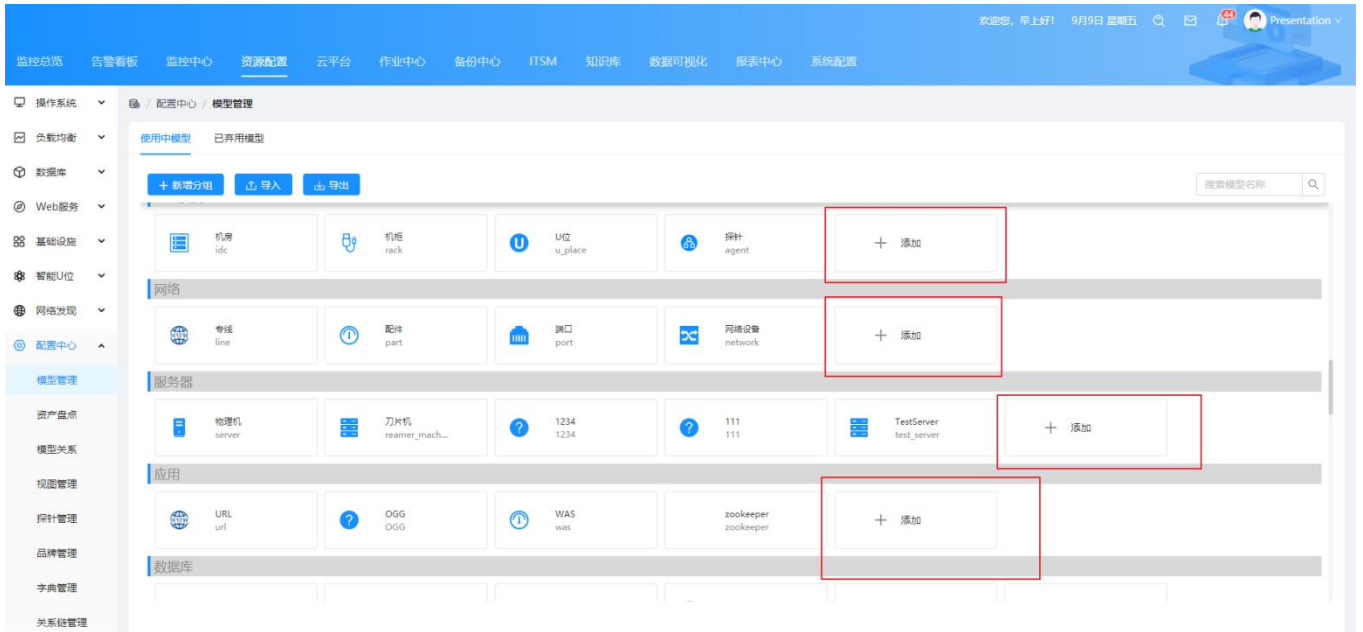 欢迎您，早上好! 9月9日 星期五 44 Presentation
监控总览 告警看板 监控中心 资源配置 云平台 作业中心 备份中心 ITSM 知识库 数据可视化 报表中心 系统配置
操作系统
负载均衡
数据库
Web服务
基础设施
智能U位
网络发现
配置中心
模型管理
资产盘点
模型关系
视图管理
探针管理
品牌管理
字典管理
关系链管理
/ 配置中心 / 模型管理
使用中模型 已弃用模型
+ 新增分组 导入 导出 搜索模型名称
机房 机柜 U位 探针 + 添加
idc rack u_place agent
网络
专线 配件 端口 网络设备 + 添加
line part port network
服务器
物理机 刀片机 1234 111 TestServer + 添加
server reamer_mach... 1234 111 test_server
应用
URL OGG WAS zookeeper + 添加
url OGG was zookeeper
数据库